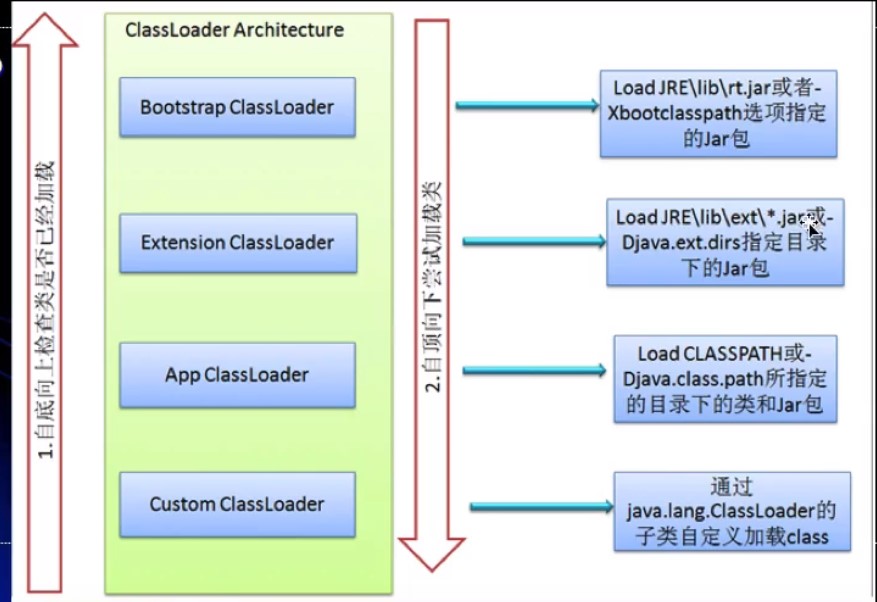 ClassLoader Architecture
1.自底向上检查类是否已经加载
Bootstrap ClassLoader
Extension ClassLoader
App ClassLoader
Custom ClassLoader
2.自顶向下尝试加载类
Load JRE\lib\rt.jar或者-
Xbootclasspath选项指定
的Jar包
Load JRE\lib\ext\*.jar或-
Djava.ext.dirs指定目录
下的Jar包
Load CLASSPATH或-
Djava.class.path所指定
的目录下的类和Jar包
通过
java.lang.ClassLoader的
子类自定义加载class